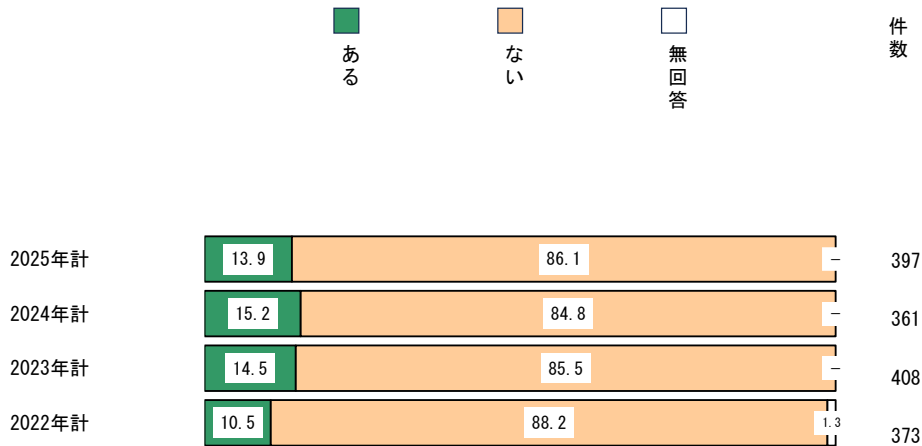 ある
ない
無回答
件数
2025年計 13.9 86.1 － 397
2024年計 15.2 84.8 － 361
2023年計 14.5 85.5 － 408
2022年計 10.5 88.2 1.3 373